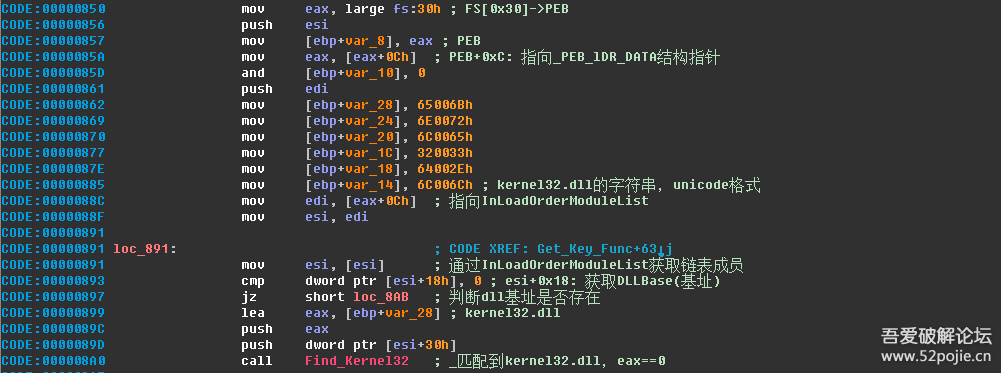 CODE:00000850 mov eax, large fs:30h ; FS[0x30]->PEB
CODE:00000856 push esi
CODE:00000857 mov [ebp+var_8], eax ; PEB
CODE:0000085A mov eax, [eax+0Ch] ; PEB+0xC: 指向_PEB_lDR_DATA结构指针
CODE:0000085D and [ebp+var_10], 0
CODE:00000861 push edi
CODE:00000862 mov [ebp+var_28], 65006Bh
CODE:00000869 mov [ebp+var_24], 6E0072h
CODE:00000870 mov [ebp+var_20], 6C0065h
CODE:00000877 mov [ebp+var_1C], 320033h
CODE:0000087E mov [ebp+var_18], 64002Eh
CODE:00000885 mov [ebp+var_14], 6C006Ch ; kernel32.dll的字符串, unicode格式
CODE:0000088C mov edi, [eax+0Ch] ; 指向InLoadOrderModuleList
CODE:0000088F mov esi, edi
CODE:00000891
CODE:00000891 loc_891: ; CODE XREF: Get_Key_Func+63↓j
CODE:00000891 mov esi, [esi] ; 通过InLoadOrderModuleList获取链表成员
CODE:00000893 cmp dword ptr [esi+18h], 0 ; esi+0x18: 获取DLLBase(基址)
CODE:00000897 jz short loc_8AB ; 判断dll基址是否存在
CODE:00000899 lea eax, [ebp+var_28] ; kernel32.dll
CODE:0000089C push eax
CODE:0000089D push dword ptr [esi+30h]
CODE:000008A0 call Find_Kernel32 ; _匹配到kernel32.dll, eax==0
吾爱破解论坛
www.52pojie.cn